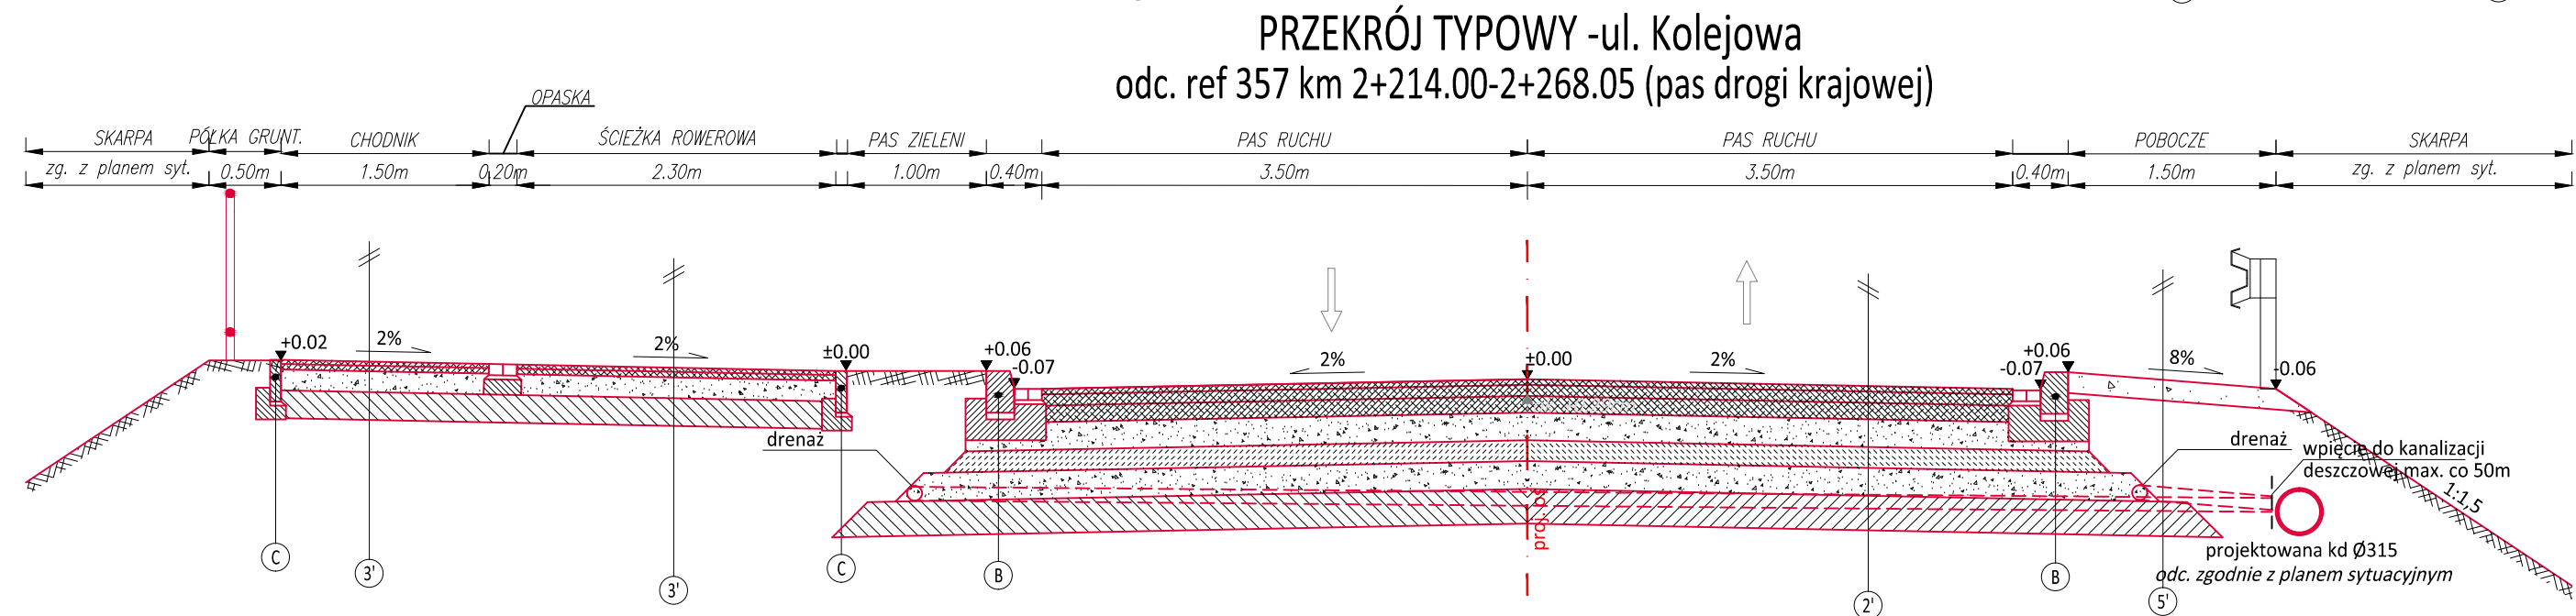 PRZEKRÓJ TYPOWY -ul. Kolejowa
odc. ref 357 km 2+214.00-2+268.05 (pas drogi krajowej)
OPASKA
SKARPA PÓŁKA GRUNT. CHODNIK ŚCIEŻKA ROWEROWA PAS ZIELENI PAS RUCHU PAS RUCHU POBOCZE SKARPA
zg. z planem syt. 0.50m 1.50m 0.20m 2.30m 1.00m 0.40m 3.50m 3.50m 0.40m 1.50m zg. z planem syt.
+0.02 2% 2% ±0.00 +0.06 -0.07 2% ±0.00 2% +0.06 -0.07 8% -0.06
drenaż
drenaż
wpięcie do kanalizacji
deszczowej max. co 50m
1:1,5
proj. oś
projektowana kd Ø315
odc. zgodnie z planem sytuacyjnym
C 3' 3' C B 2' B 5'